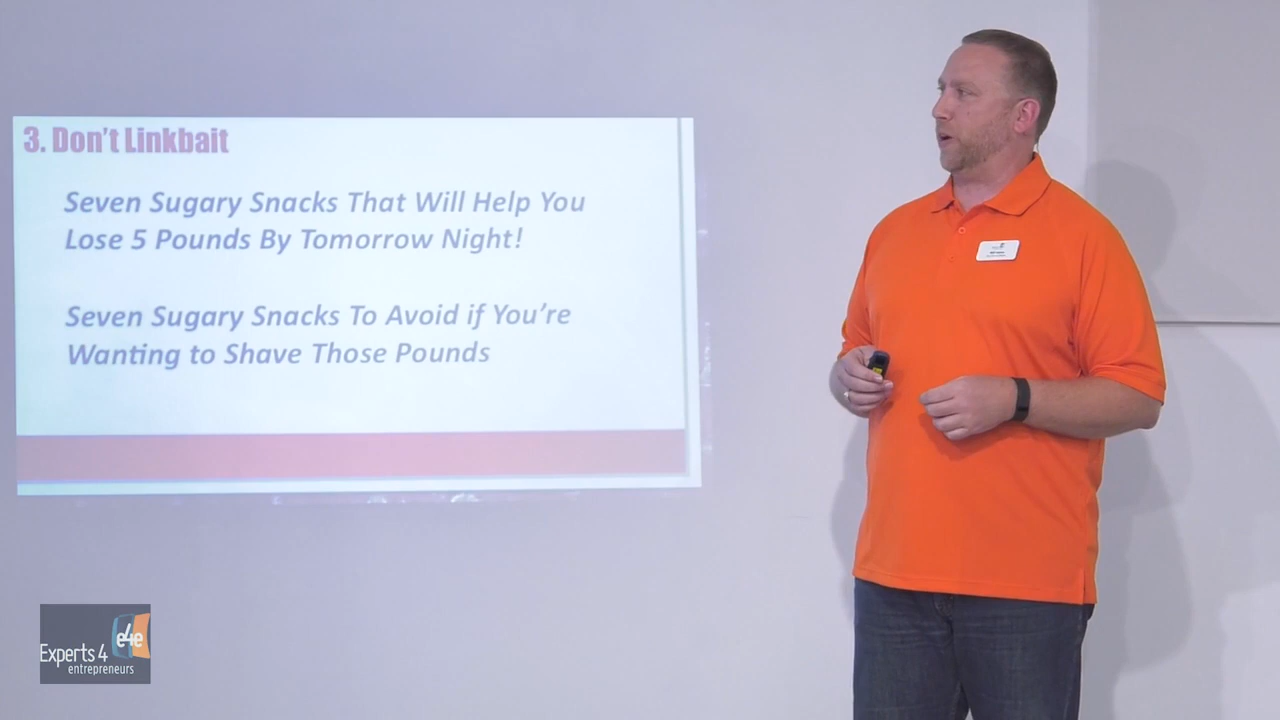 3. Don't Linkbait
Seven Sugary Snacks That Will Help You
Lose 5 Pounds By Tomorrow Night!
Seven Sugary Snacks To Avoid if You're
Wanting to Shave Those Pounds
e4e
Experts 4
entrepreneurs